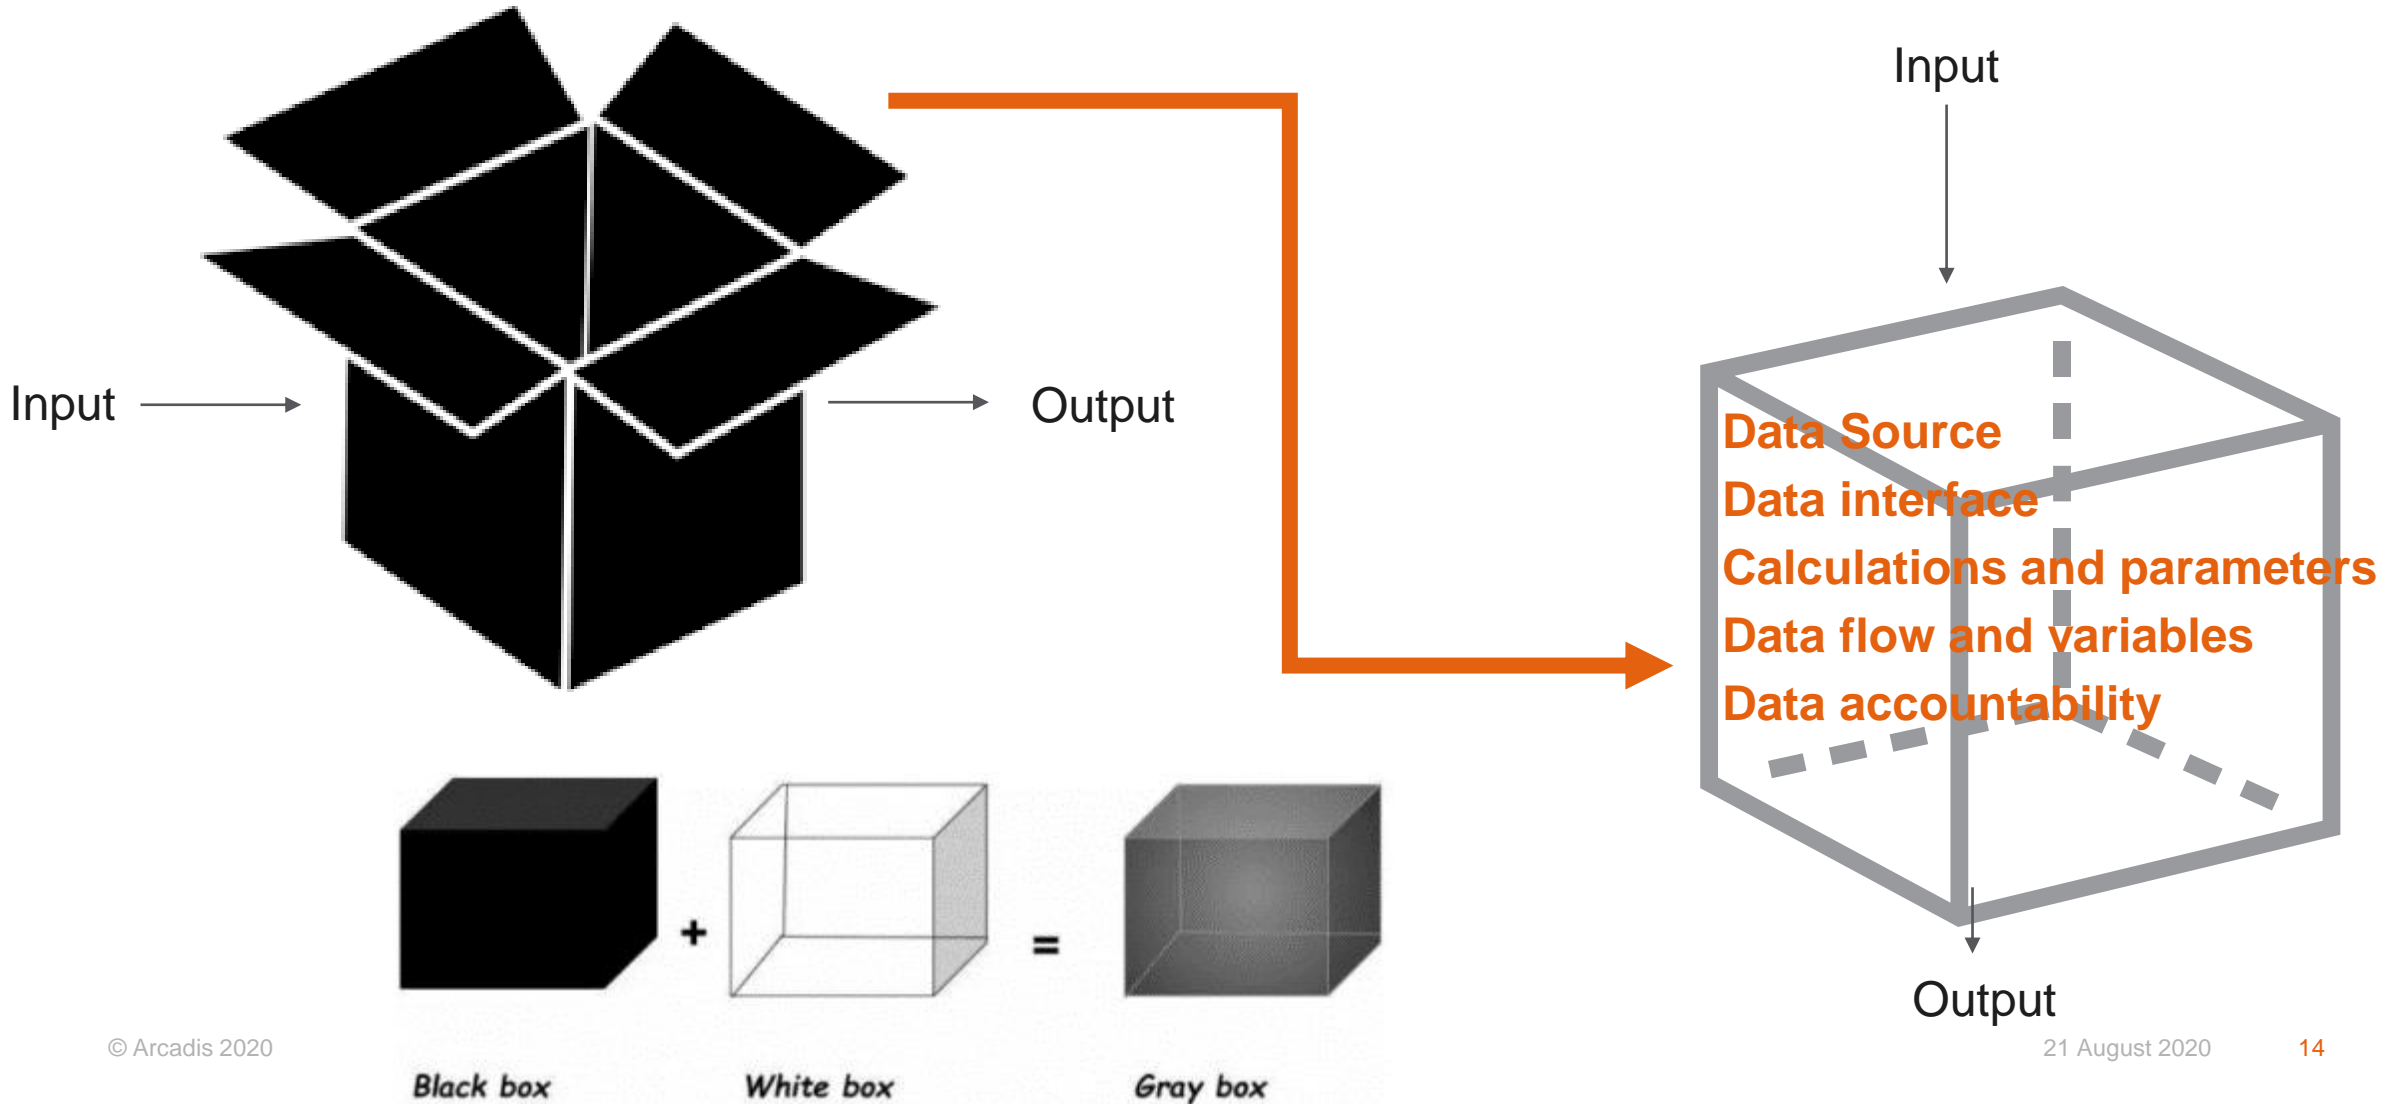 Input
Output
Input
Data Source
Data interface
Calculations and parameters
Data flow and variables
Data accountability
Output
+
=
Black box
White box
Gray box
© Arcadis 2020
21 August 2020
14